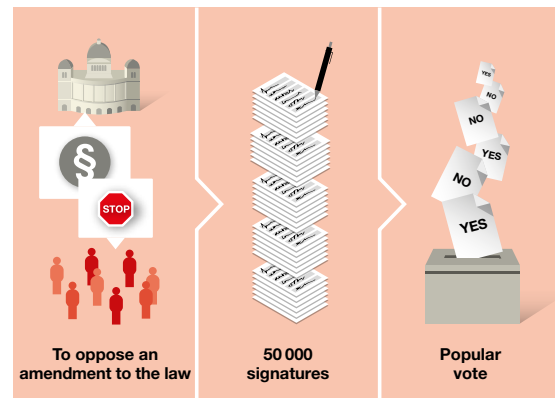 §
STOP
To oppose an
amendment to the law
50 000
signatures
YES
NO
NO
YES
NO
YES
Popular
vote